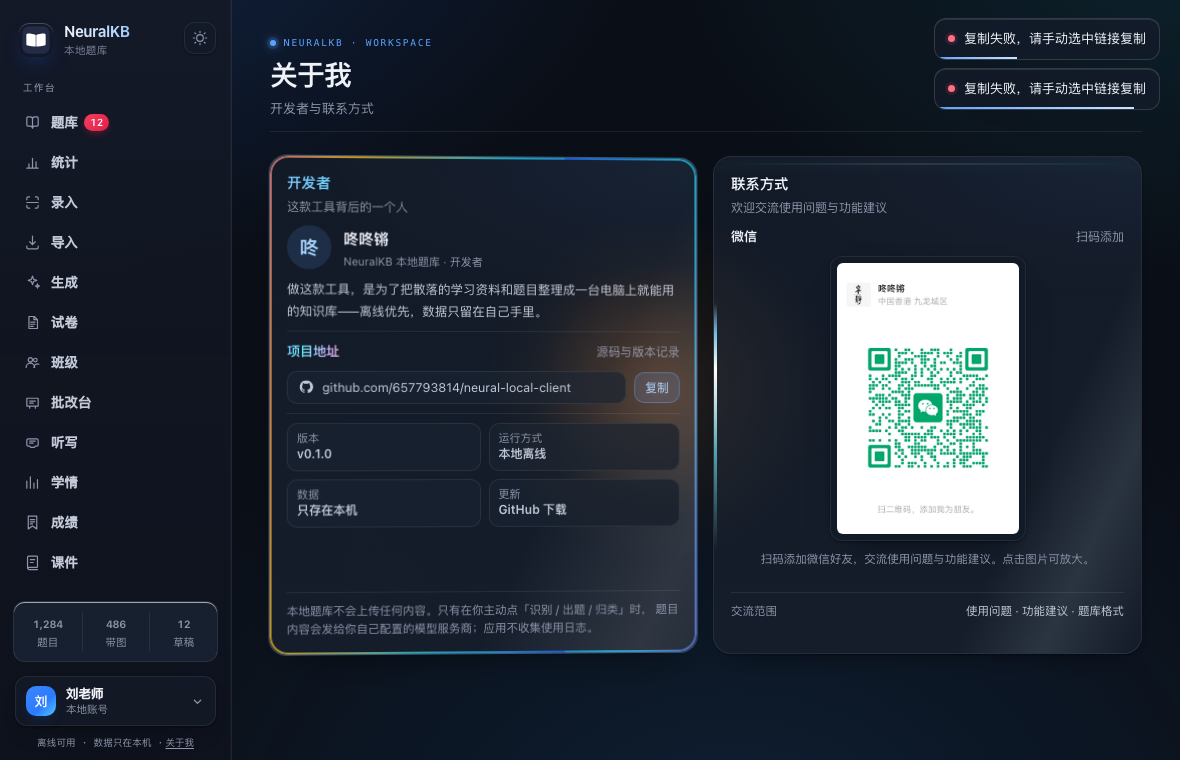 NeuralKB
本地题库
工作台
题库 12
统计
录入
导入
生成
试卷
班级
批改台
听写
学情
成绩
课件
1,284 486 12
题目 带图 草稿
刘 刘老师
本地账号
离线可用 · 数据只在本机 · 关于我
NEURALKB · WORKSPACE
关于我
开发者与联系方式
复制失败，请手动选中链接复制
复制失败，请手动选中链接复制
开发者
这款工具背后的一个人
咚 咚咚锵
NeuralKB 本地题库 · 开发者
做这款工具，是为了把散落的学习资料和题目整理成一台电脑上就能用
的知识库——离线优先，数据只留在自己手里。
项目地址 源码与版本记录
github.com/657793814/neural-local-client 复制
版本
v0.1.0
运行方式
本地离线
数据
只存在本机
更新
GitHub 下载
本地题库不会上传任何内容。只有在你主动点「识别 / 出题 / 归类」时， 题目
内容会发给你自己配置的模型服务商；应用不收集使用日志。
联系方式
欢迎交流使用问题与功能建议
微信 扫码添加
咚咚锵
中国香港 九龙城区
扫二维码，添加我为朋友。
扫码添加微信好友，交流使用问题与功能建议。点击图片可放大。
交流范围 使用问题 · 功能建议 · 题库格式